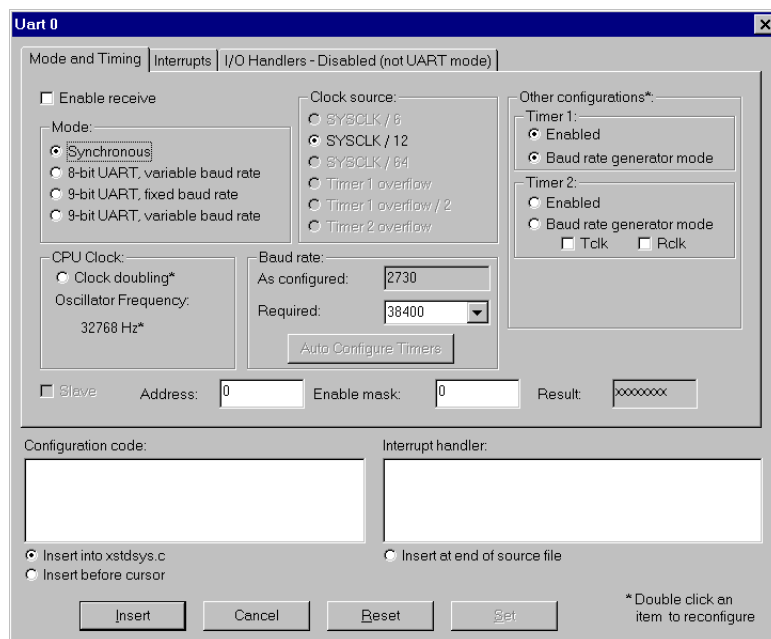 Uart 0
Mode and Timing Interrupts I/O Handlers - Disabled (not UART mode)
Enable receive
Mode:
Synchronous
8-bit UART, variable baud rate
9-bit UART, fixed baud rate
9-bit UART, variable baud rate
Clock source:
SYSCLK / 6
SYSCLK / 12
SYSCLK / 64
Timer 1 overflow
Timer 1 overflow / 2
Timer 2 overflow
Other configurations*:
Timer 1:
Enabled
Baud rate generator mode
Timer 2:
Enabled
Baud rate generator mode
Tclk Rclk
CPU Clock:
Clock doubling*
Oscillator Frequency:
32768 Hz*
Baud rate:
As configured: 2730
Required: 38400
Auto Configure Timers
Slave Address: 0 Enable mask: 0 Result: xxxxxxxx
Configuration code:
Insert into xstdsys.c
Insert before cursor
Interrupt handler:
Insert at end of source file
Insert Cancel Reset Set
* Double click an
item to reconfigure